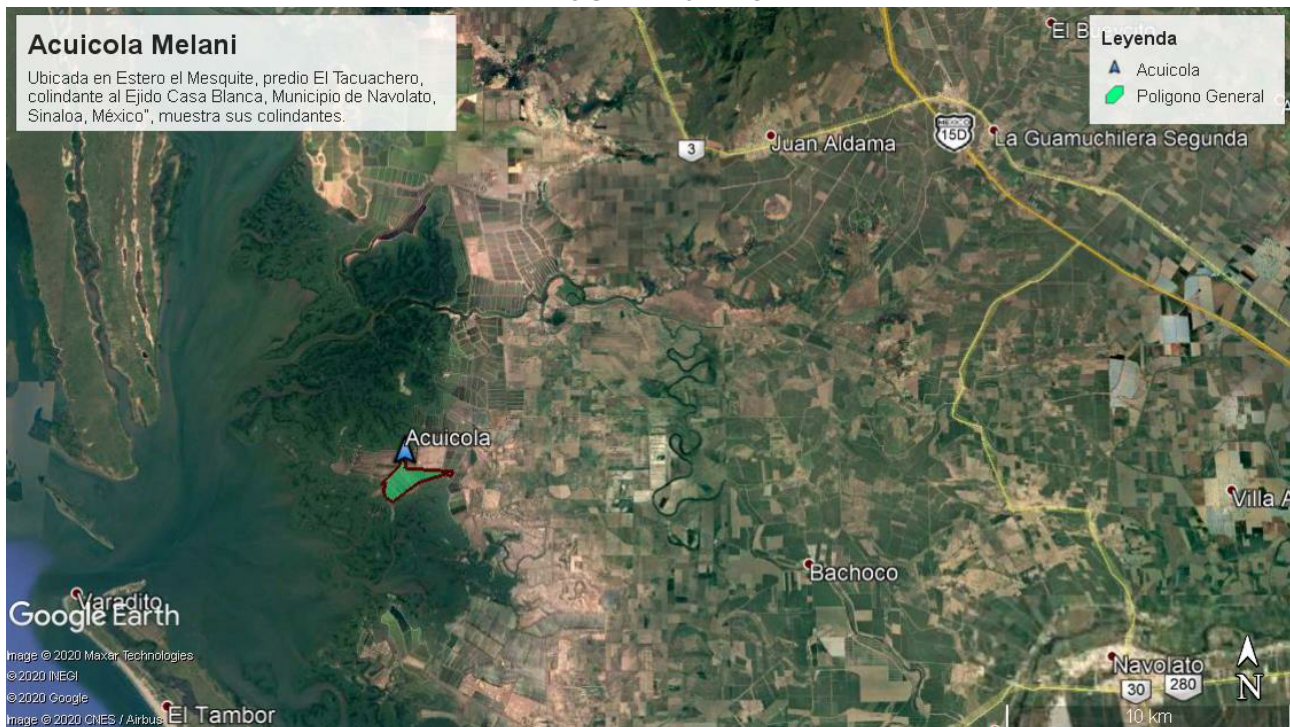 Acuicola Melani
Ubicada en Estero el Mesquite, predio El Tacuachero,
colindante al Ejido Casa Blanca, Municipio de Navolato,
Sinaloa, México", muestra sus colindantes.
Leyenda
Acuicola
Poligono General
3
Juan Aldama
MEXICO
15D
La Guamuchilera Segunda
Acuicola
Villa A
Bachoco
Yaradito
Google Earth
Image © 2020 Maxar Technologies
© 2020 INEGI
© 2020 Google
Image © 2020 CNES / Airbus
El Tambor
Navolato
30
280
N
10 km